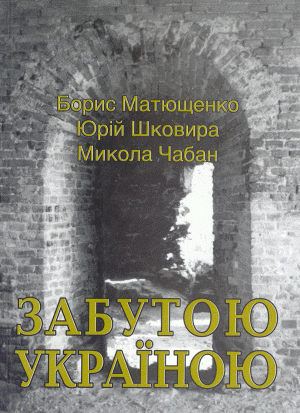 Борис Матющенко
Юрій Шковира
Микола Чабан
ЗАБУТОЮ
УКРАЇНОЮ